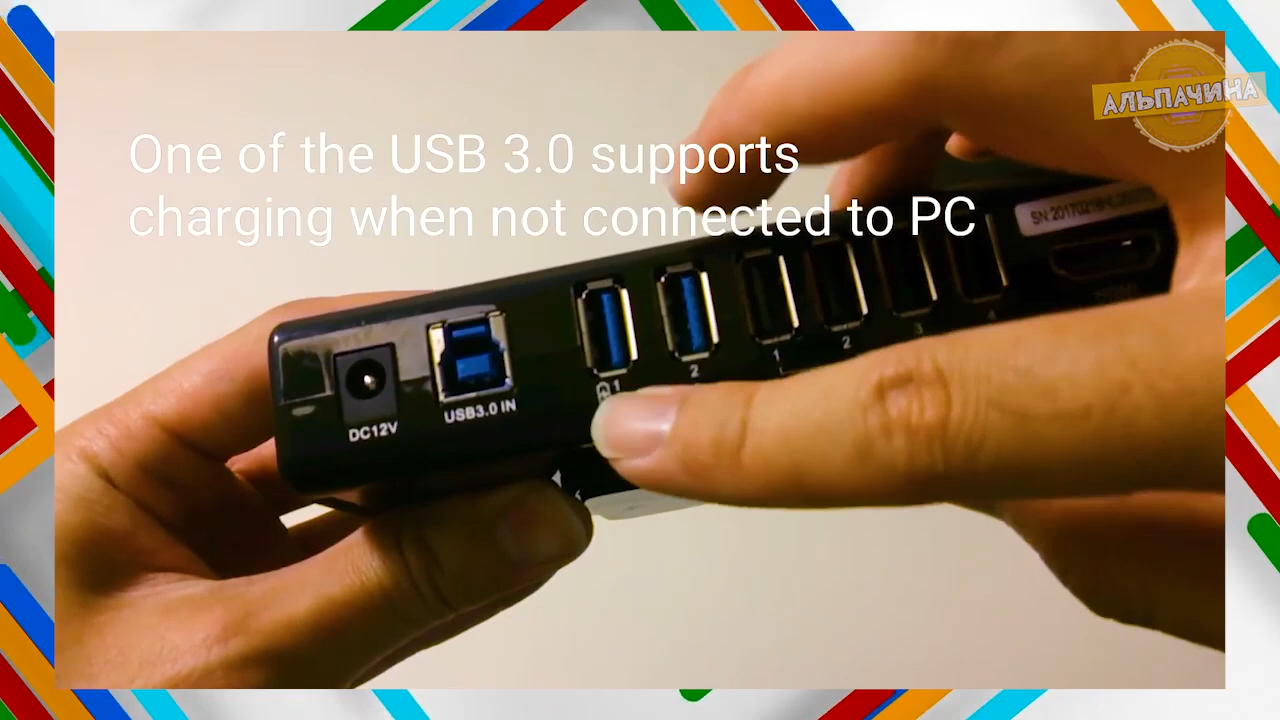 One of the USB 3.0 supports
charging when not connected to PC
АЛЬПАЧИНА
DC12V
USB3.0 IN
1
2
1
2
3
4